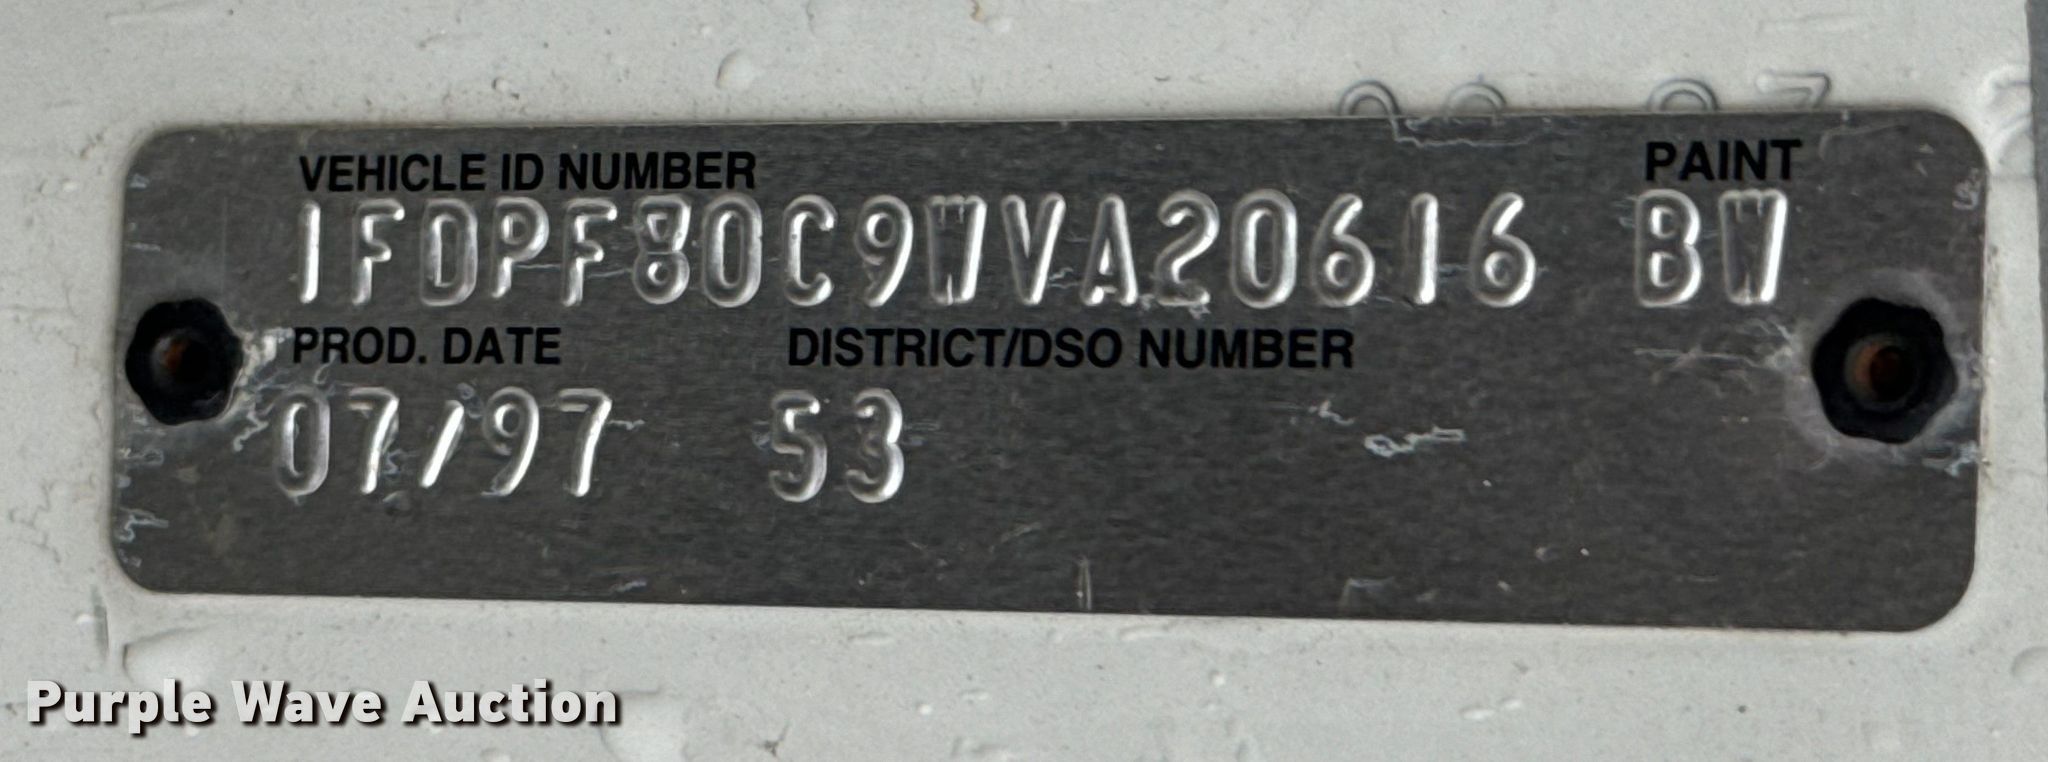 VEHICLE ID NUMBER PAINT
1FDPF80C9WVA20616 BW
PROD. DATE DISTRICT/DSO NUMBER
07/97 53
Purple Wave Auction